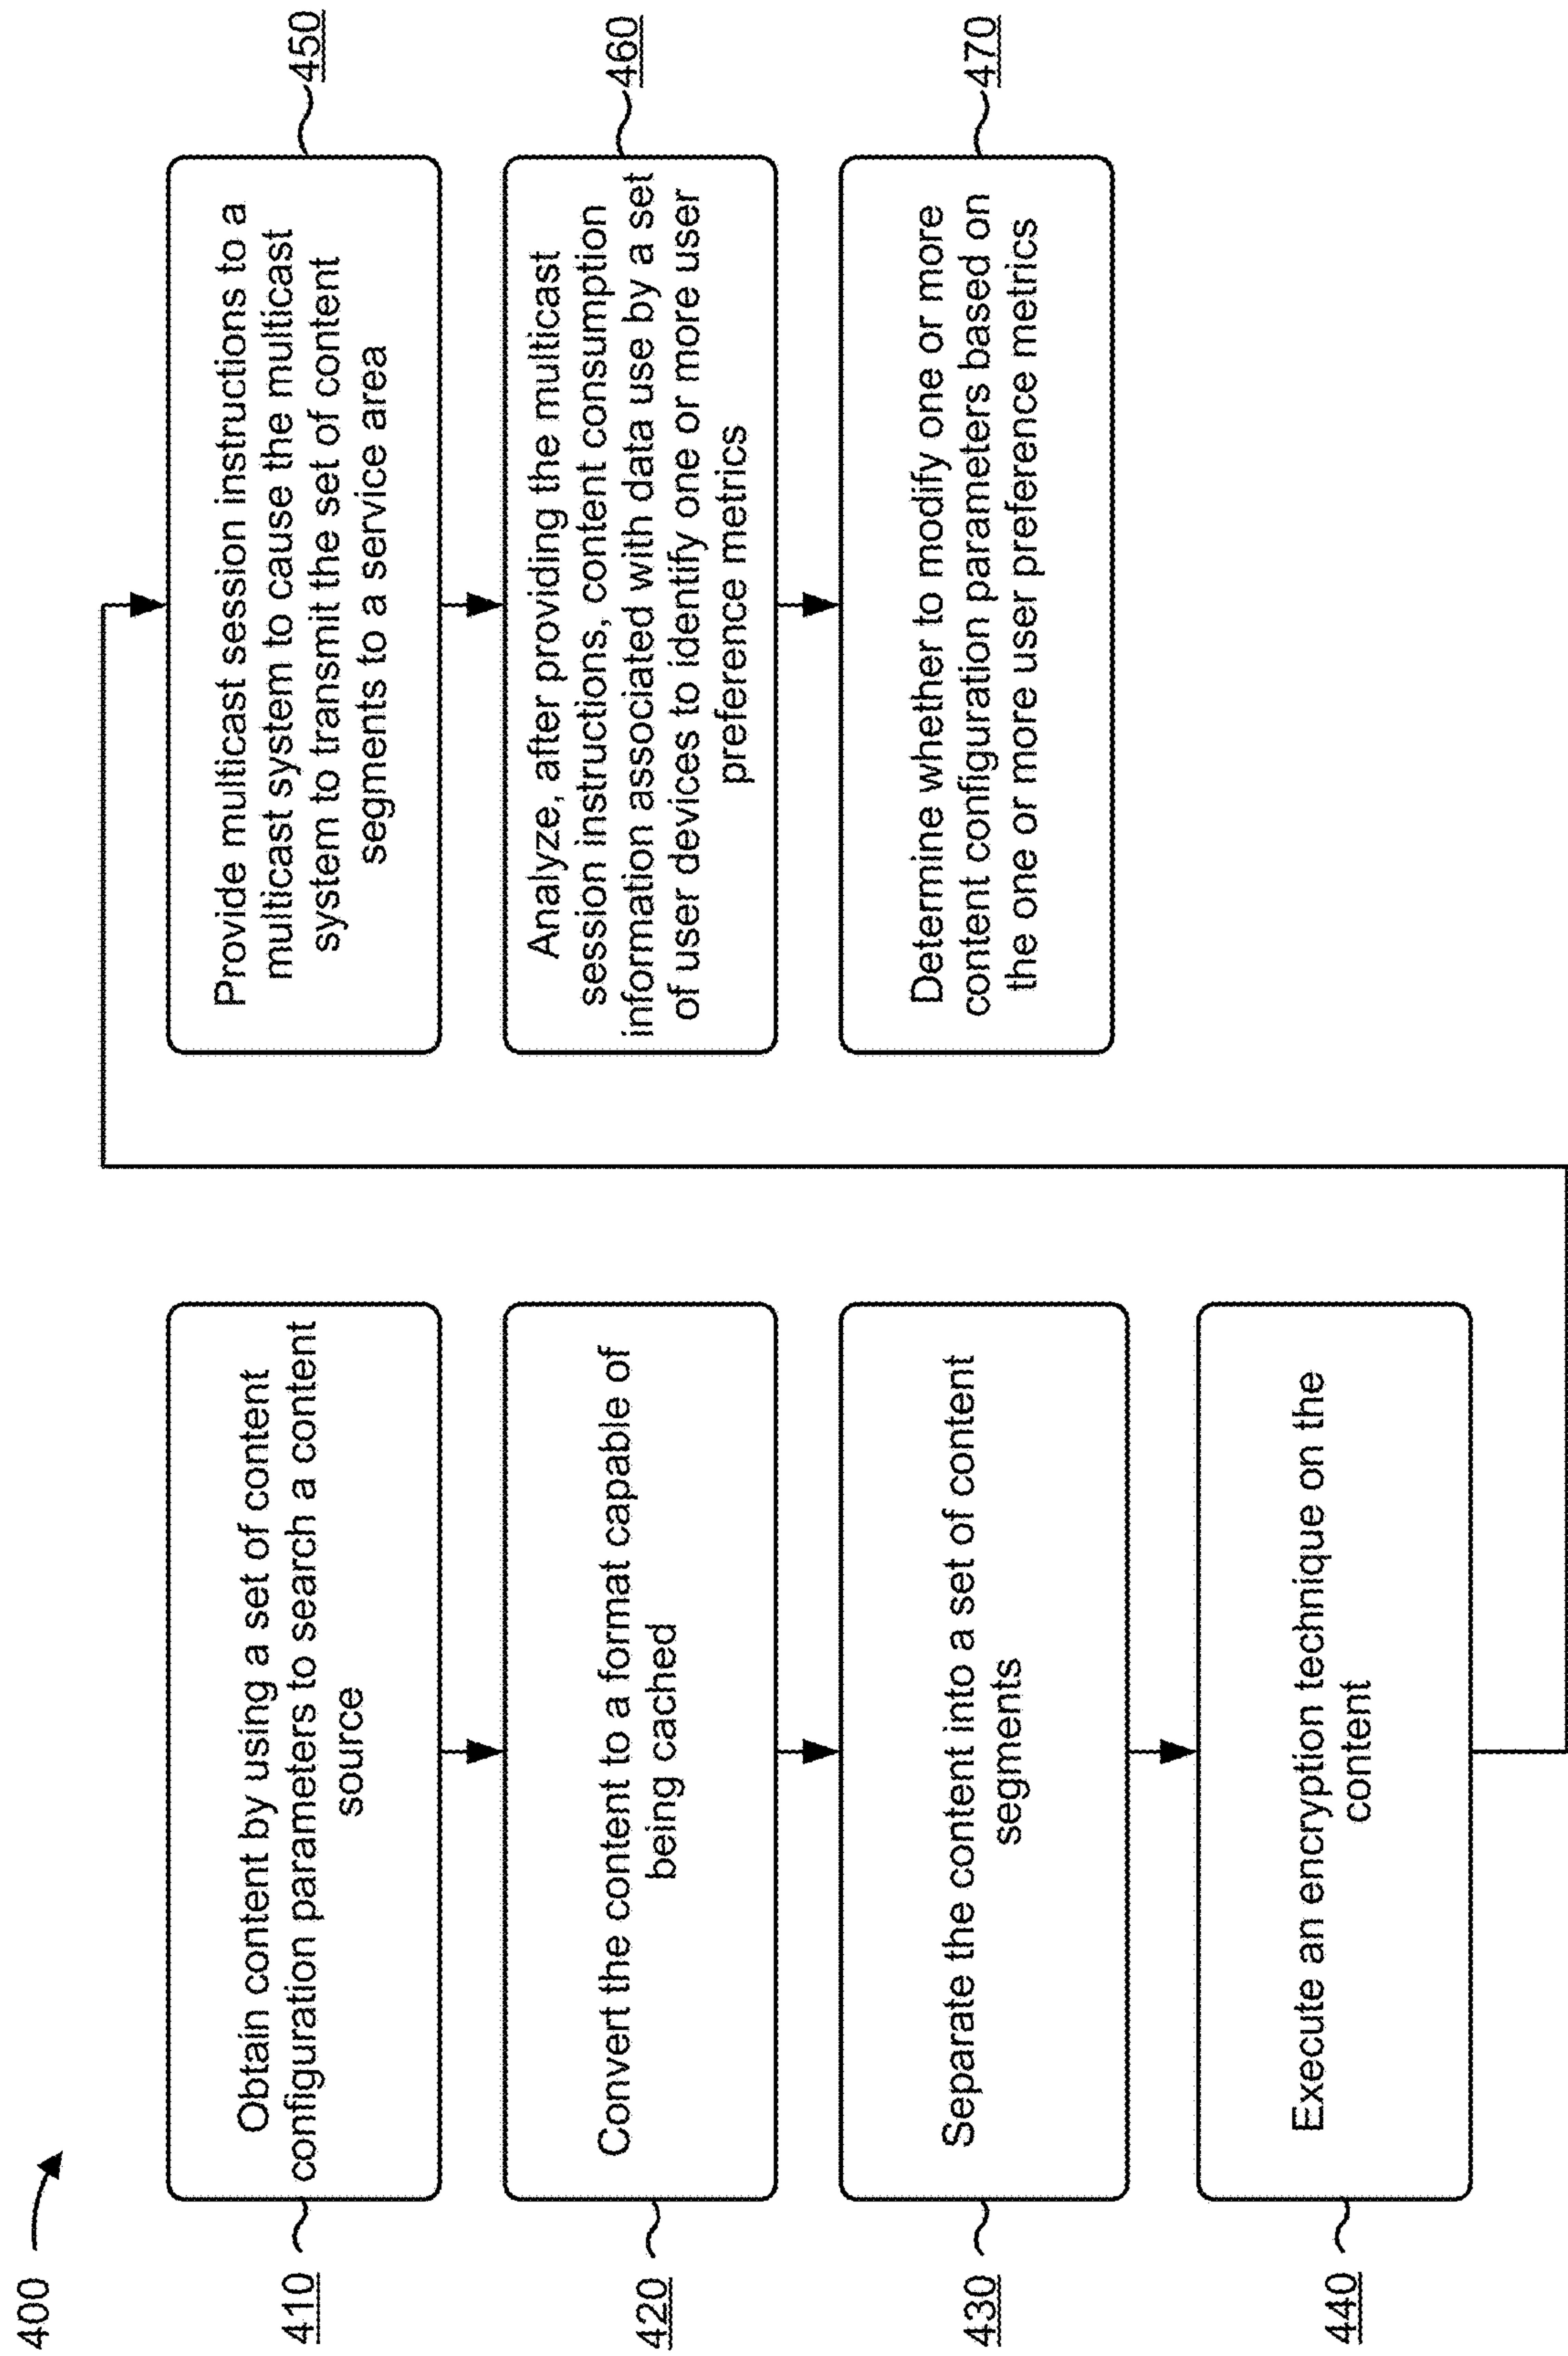 400
410
Obtain content by using a set of content
configuration parameters to search a content
source
420
Convert the content to a format capable of
being cached
430
Separate the content into a set of content
segments
440
Execute an encryption technique on the
content
450
Provide multicast session instructions to a
multicast system to cause the multicast
system to transmit the set of content
segments to a service area
460
Analyze, after providing the multicast
session instructions, content consumption
information associated with data use by a set
of user devices to identify one or more user
preference metrics
470
Determine whether to modify one or more
content configuration parameters based on
the one or more user preference metrics